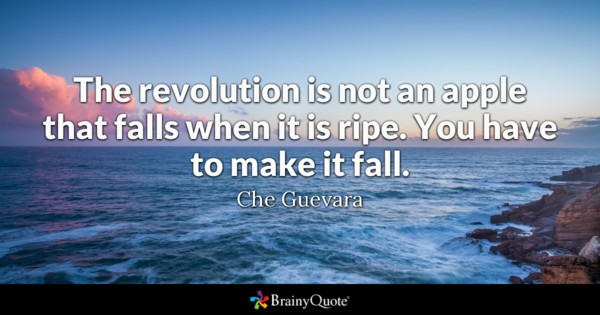 The revolution is not an apple
that falls when it is ripe. You have
to make it fall.
Che Guevara
BrainyQuote®